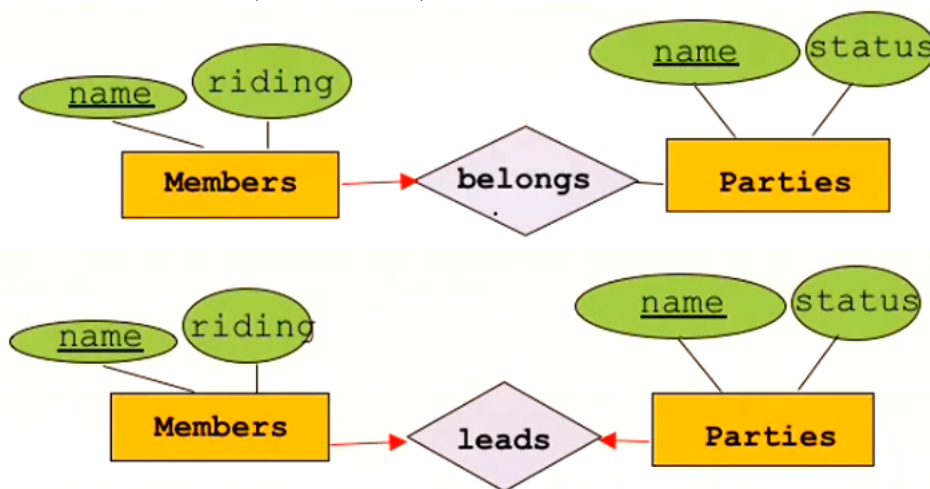 name riding name status
Members belongs Parties
name riding name status
Members leads Parties